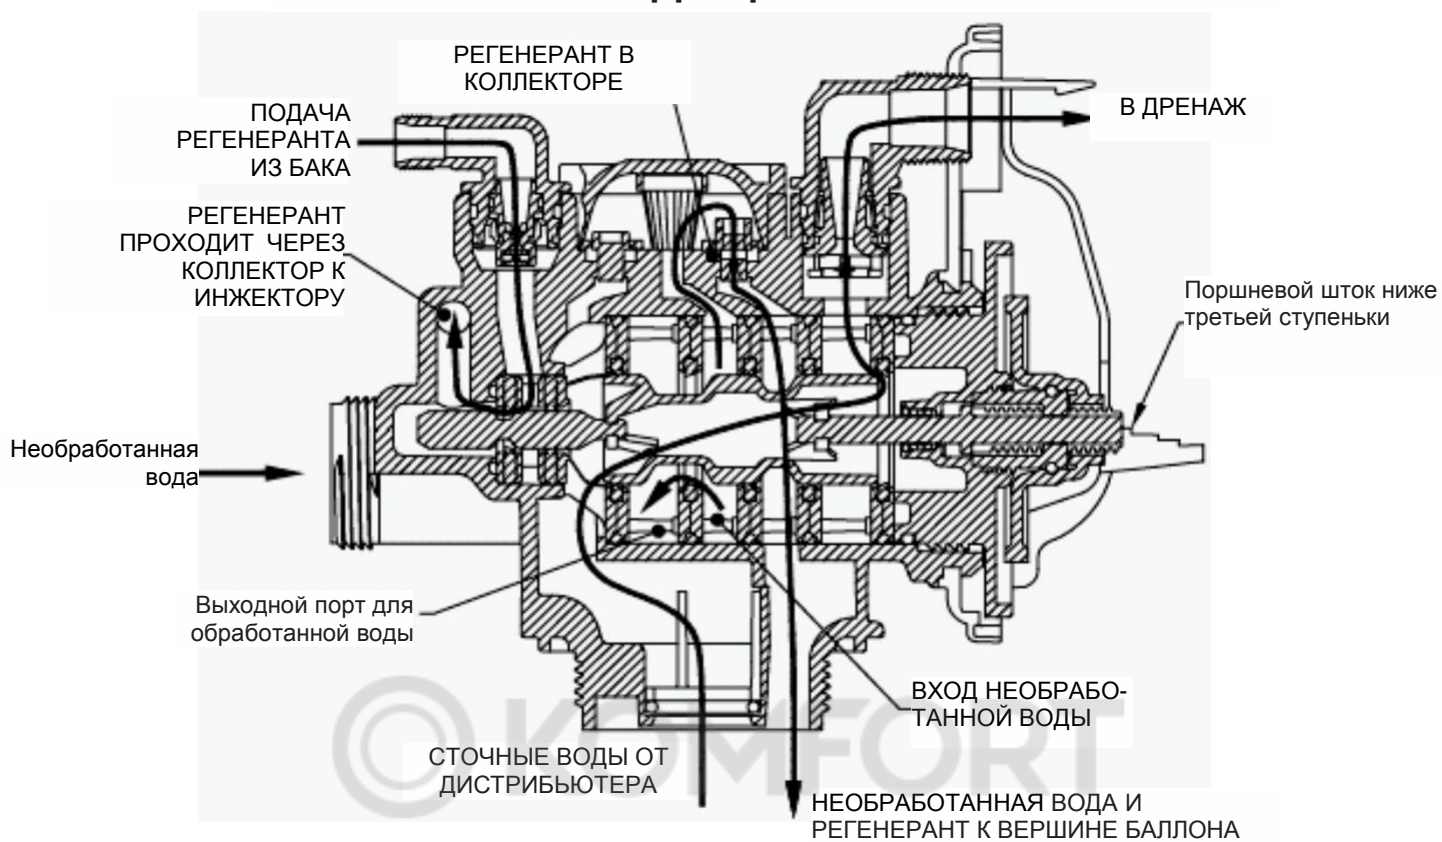 РЕГЕНЕРАНТ В
КОЛЛЕКТОРЕ
ПОДАЧА
РЕГЕНЕРАНТА
ИЗ БАКА
В ДРЕНАЖ
РЕГЕНЕРАНТ
ПРОХОДИТ ЧЕРЕЗ
КОЛЛЕКТОР К
ИНЖЕКТОРУ
Поршневой шток ниже
третьей ступеньки
Необработанная
вода
Выходной порт для
обработанной воды
ВХОД НЕОБРАБО-
ТАННОЙ ВОДЫ
СТОЧНЫЕ ВОДЫ ОТ
ДИСТРИБЬЮТЕРА
НЕОБРАБОТАННАЯ ВОДА И
РЕГЕНЕРАНТ К ВЕРШИНЕ БАЛЛОНА
KOMFORT